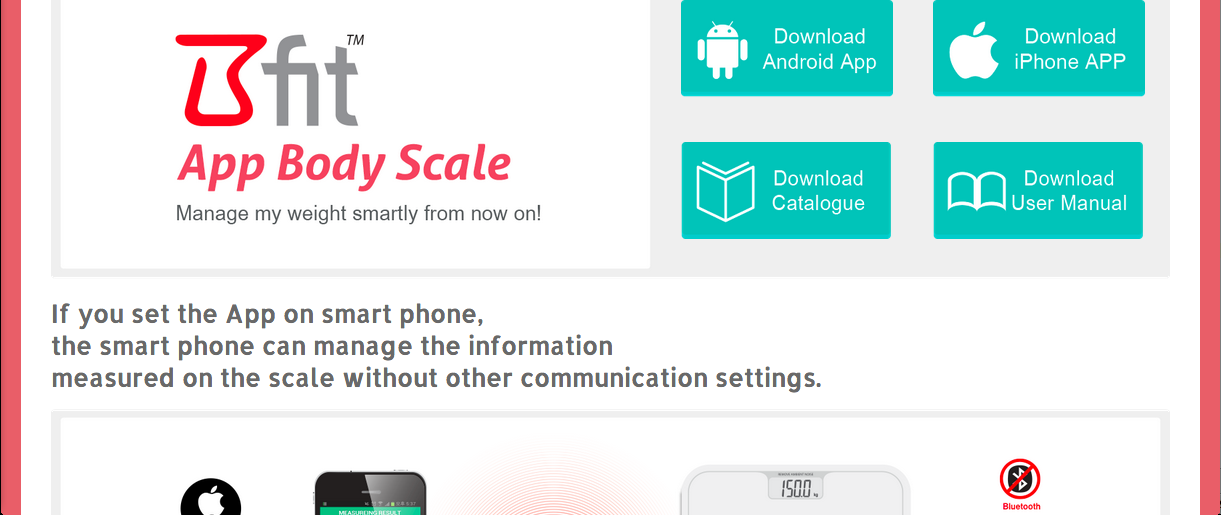 Bfit™
App Body Scale
Manage my weight smartly from now on!
Download
Android App
Download
iPhone APP
Download
Catalogue
Download
User Manual
If you set the App on smart phone,
the smart phone can manage the information
measured on the scale without other communication settings.
MEASUREING RESULT
150.0 kg
Bluetooth